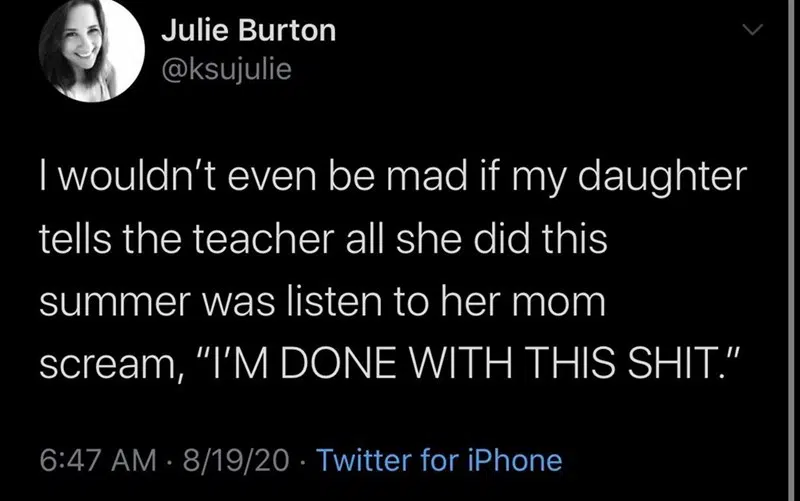 Julie Burton
@ksujulie
I wouldn’t even be mad if my daughter
tells the teacher all she did this
summer was listen to her mom
scream, “I’M DONE WITH THIS SHIT.”
6:47 AM · 8/19/20 · Twitter for iPhone